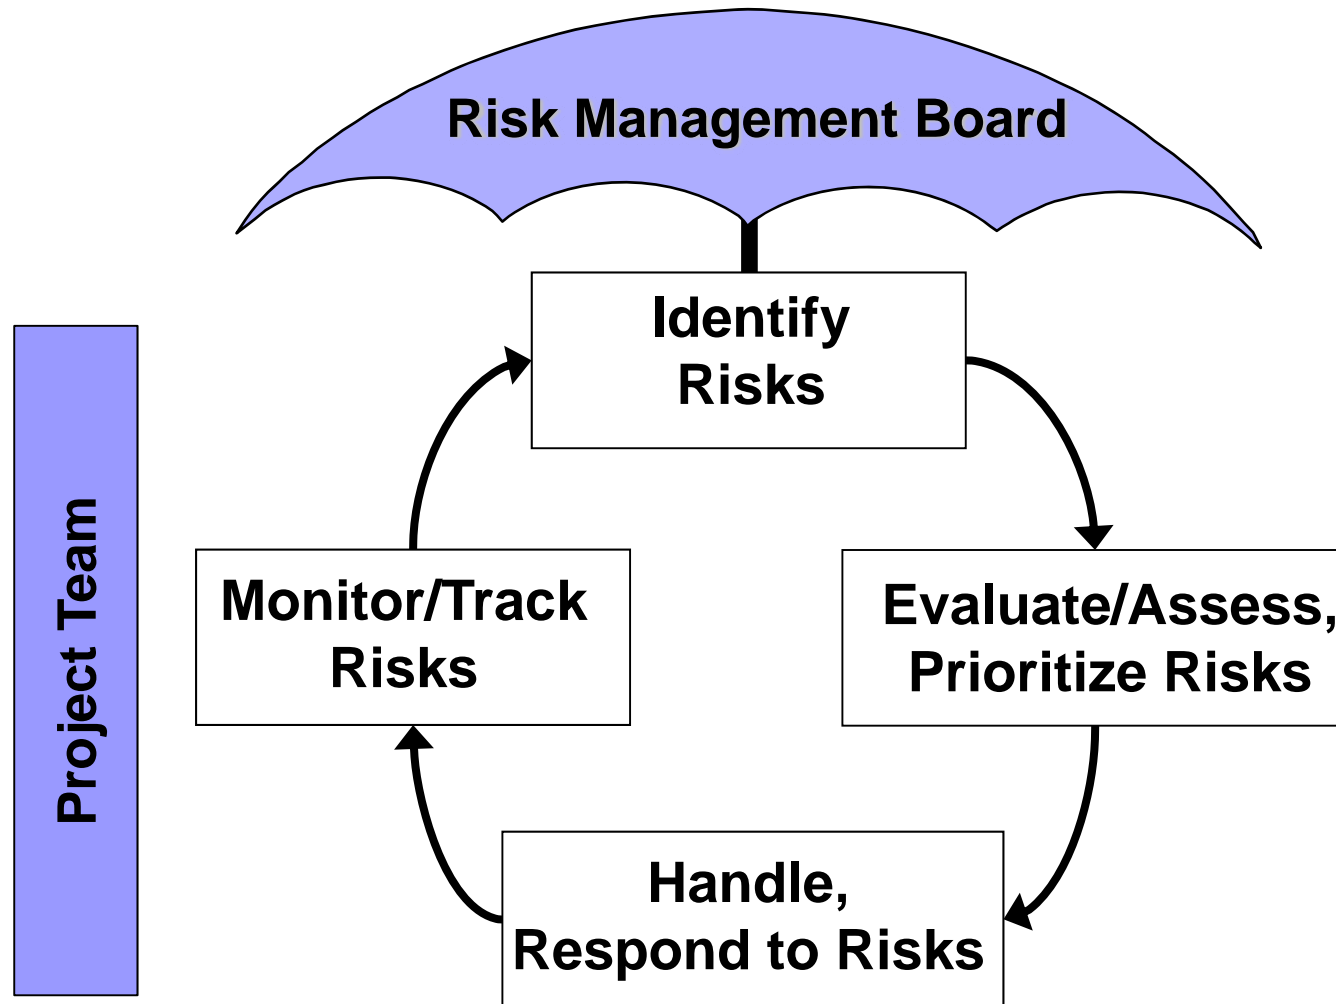 Risk Management Board
Identify
Risks
Project Team
Monitor/Track
Risks
Evaluate/Assess,
Prioritize Risks
Handle,
Respond to Risks